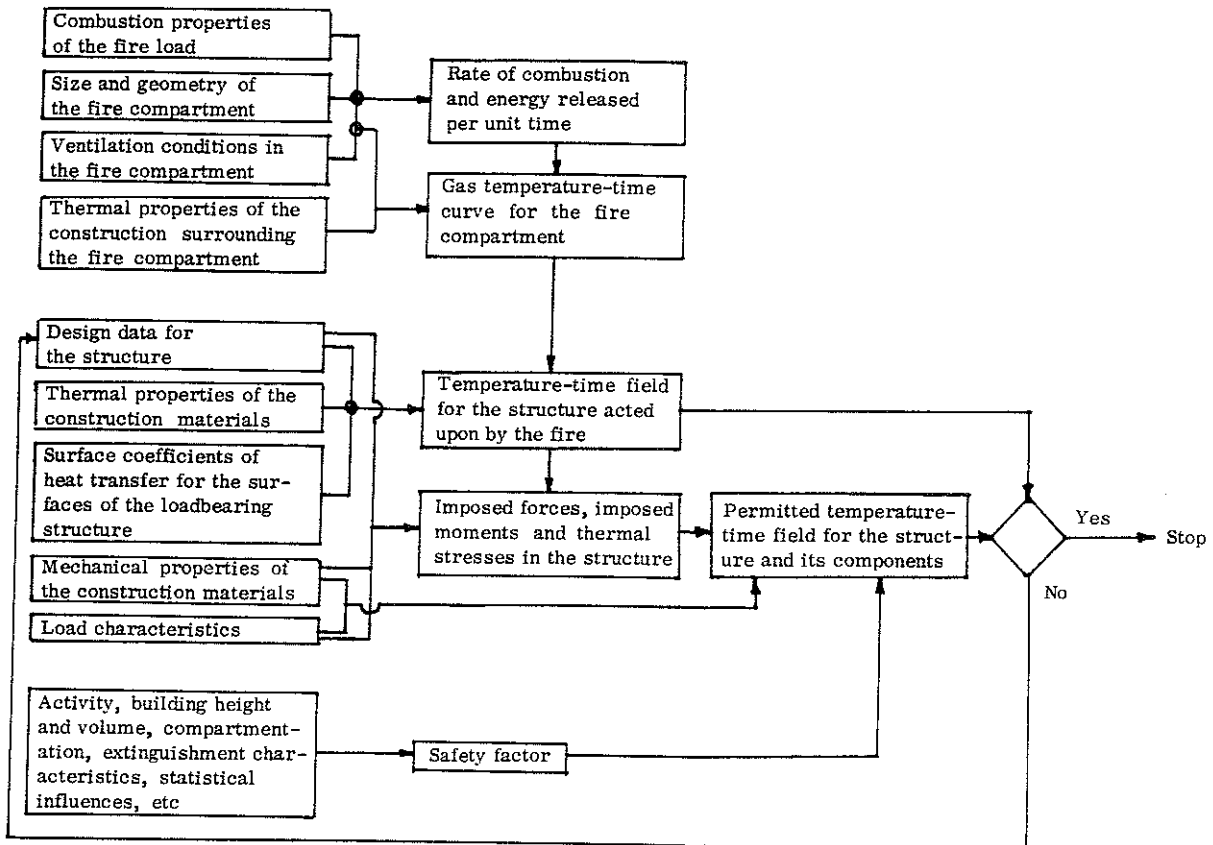 Combustion properties
of the fire load
Size and geometry of
the fire compartment
Ventilation conditions in
the fire compartment
Thermal properties of the
construction surrounding
the fire compartment
Rate of combustion
and energy released
per unit time
Gas temperature-time
curve for the fire
compartment
Design data for
the structure
Thermal properties of the
construction materials
Surface coefficients of
heat transfer for the sur-
faces of the loadbearing
structure
Mechanical properties of
the construction materials
Load characteristics
Temperature-time field
for the structure acted
upon by the fire
Imposed forces, imposed
moments and thermal
stresses in the structure
Permitted temperature-
time field for the struct-
ure and its components
Yes
Stop
No
Activity, building height
and volume, compartment-
ation, extinguishment char-
acteristics, statistical
influences, etc
Safety factor